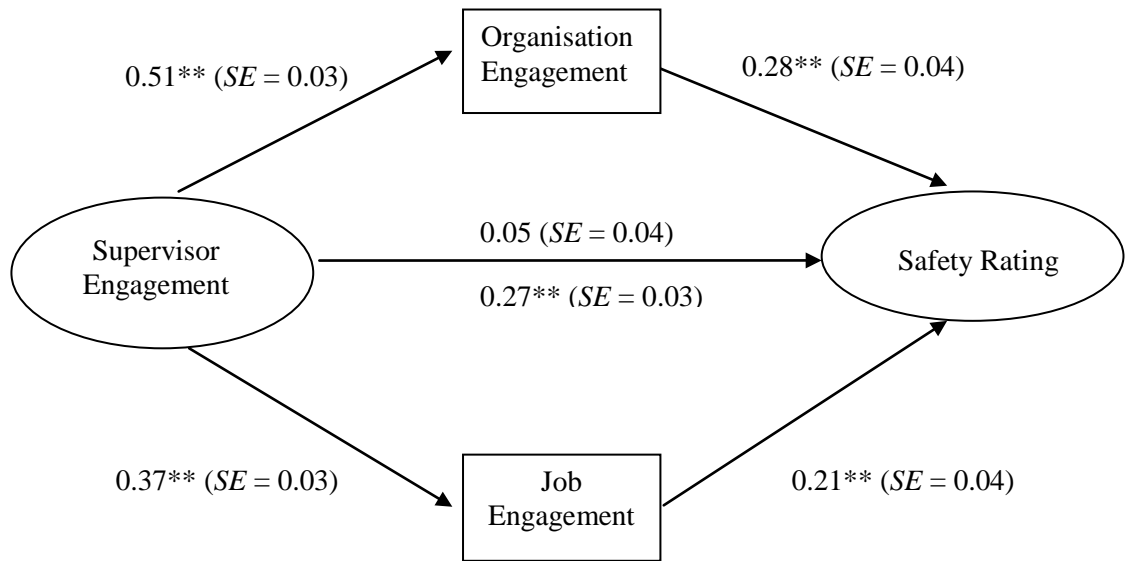 Organisation
Engagement
0.51** (SE = 0.03)
0.28** (SE = 0.04)
Supervisor
Engagement
0.05 (SE = 0.04)
0.27** (SE = 0.03)
Safety Rating
0.37** (SE = 0.03)
Job
Engagement
0.21** (SE = 0.04)